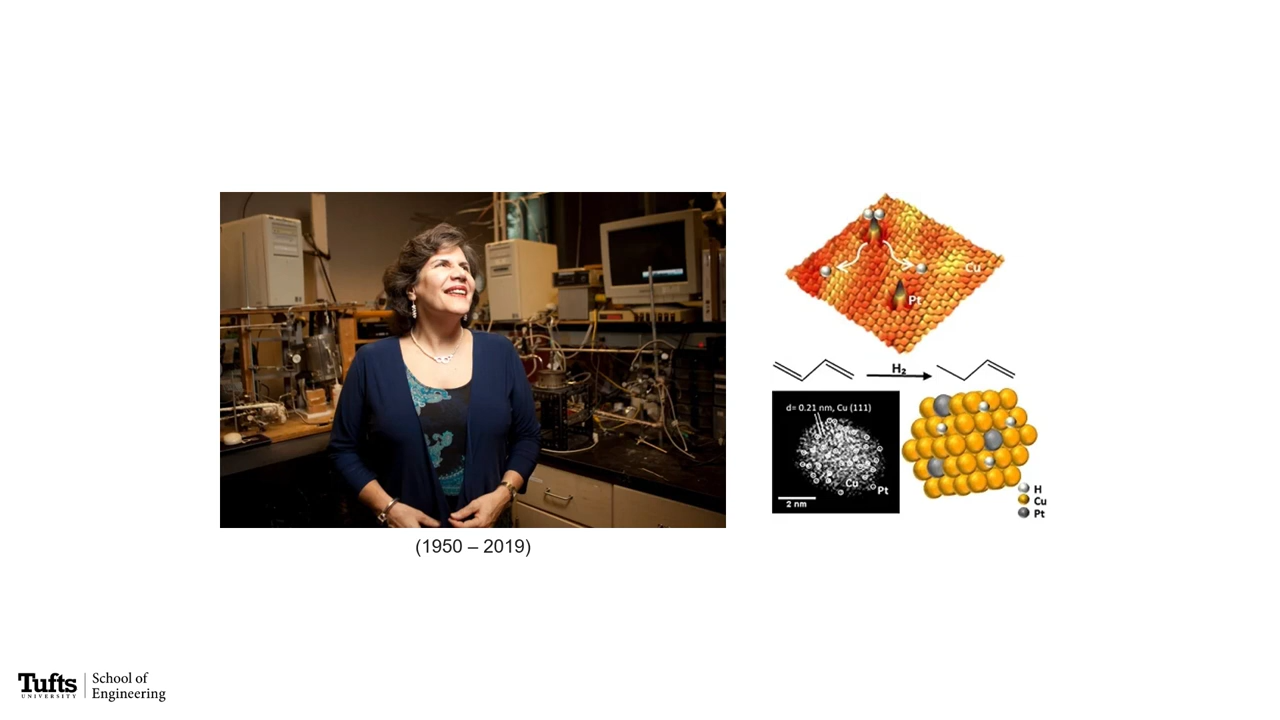 Cu
Pt
H₂
d= 0.21 nm, Cu (111)
Cu
Pt
2 nm
H
Cu
Pt
(1950 – 2019)
Tufts
UNIVERSITY
School of
Engineering